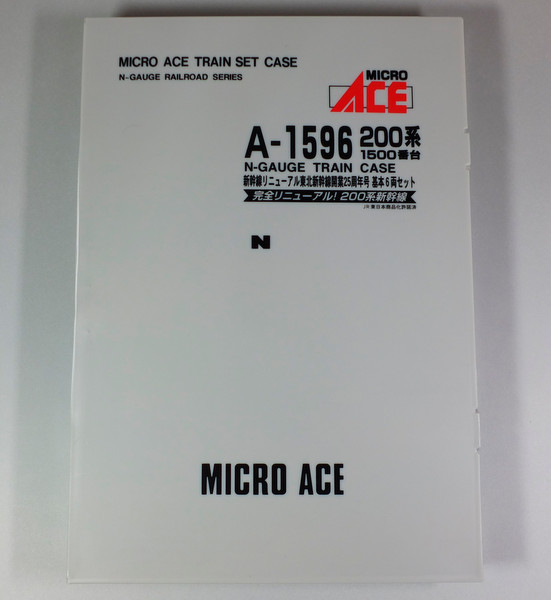 MICRO ACE TRAIN SET CASE
N-GAUGE RAILROAD SERIES
MICRO
ACE
A-1596 200系
1500番台
N-GAUGE TRAIN CASE
新幹線リニューアル東北新幹線開業25周年号 基本6両セット
完全リニューアル! 200系新幹線
JR東日本商品化許諾済
N
MICRO ACE